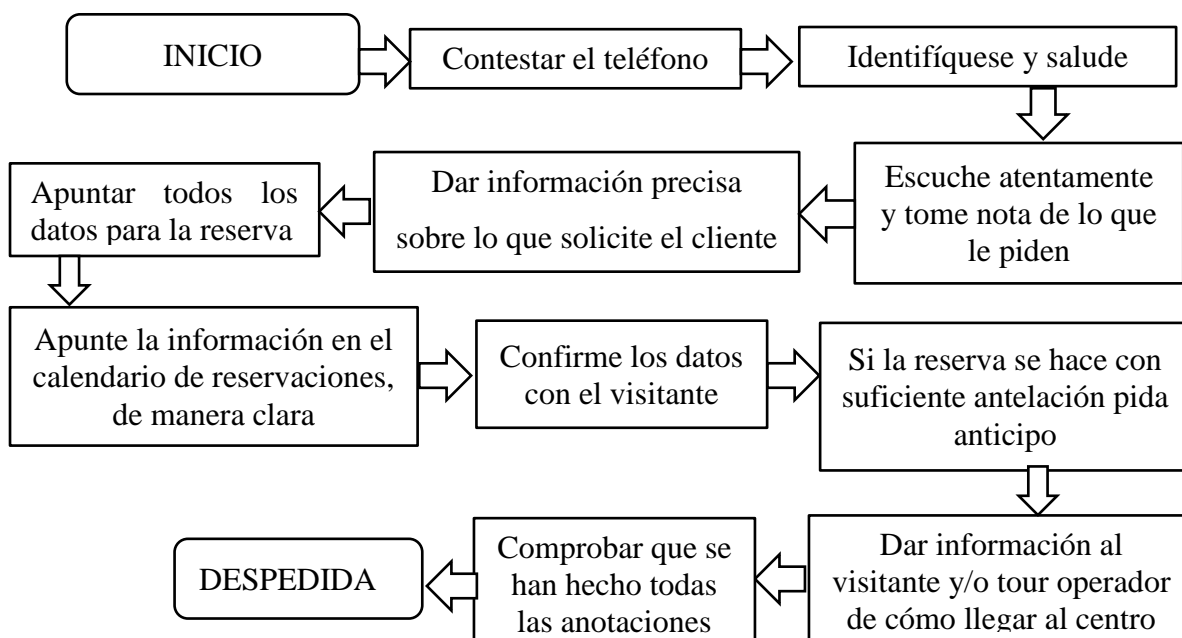 INICIO
Contestar el teléfono
Identifíquese y salude
Escuche atentamente
y tome nota de lo que
le piden
Dar información precisa
sobre lo que solicite el cliente
Apuntar todos los
datos para la reserva
Apunte la información en el
calendario de reservaciones,
de manera clara
Confirme los datos
con el visitante
Si la reserva se hace con
suficiente antelación pida
anticipo
Dar información al
visitante y/o tour operador
de cómo llegar al centro
Comprobar que se
han hecho todas
las anotaciones
DESPEDIDA